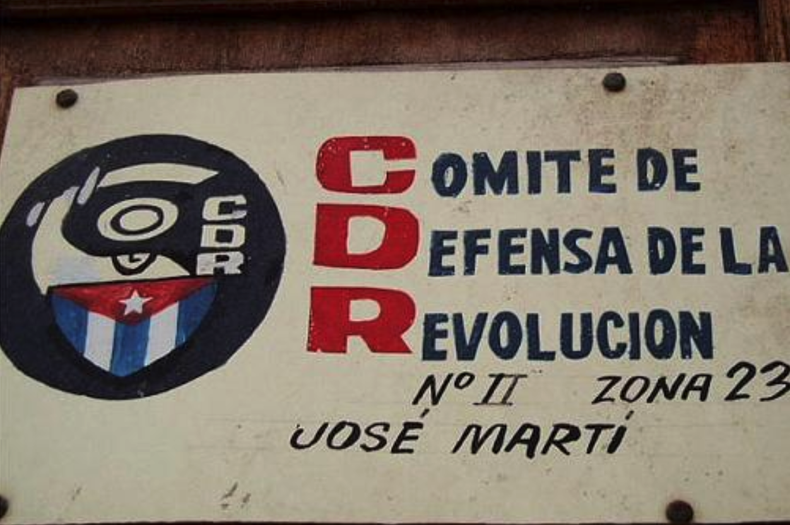 CDR
COMITE DE
DEFENSA DE LA
REVOLUCION
Nº II ZONA 23
JOSÉ MARTÍ